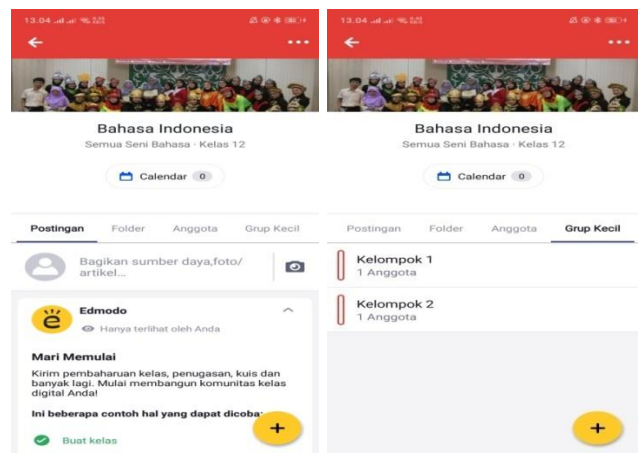 13.04
Bahasa Indonesia
Semua Seni Bahasa · Kelas 12
Calendar 0
Postingan Folder Anggota Grup Kecil
Bagikan sumber daya,foto/
artikel...
Edmodo
Hanya terlihat oleh Anda
Mari Memulai
Kirim pembaharuan kelas, penugasan, kuis dan
banyak lagi. Mulai membangun komunitas kelas
digital Anda!
Ini beberapa contoh hal yang dapat dicoba:
Buat kelas
13.04
Bahasa Indonesia
Semua Seni Bahasa · Kelas 12
Calendar 0
Postingan Folder Anggota Grup Kecil
Kelompok 1
1 Anggota
Kelompok 2
1 Anggota